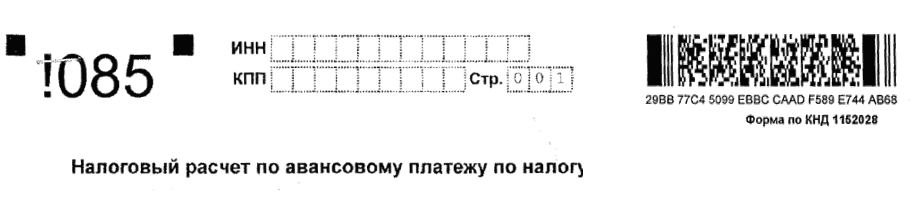 !085
ИНН
КПП Стр. 001
29BB 77C4 5099 EBBC CAAD F589 E744 AB68
Форма по КНД 1152028
Налоговый расчет по авансовому платежу по налогу